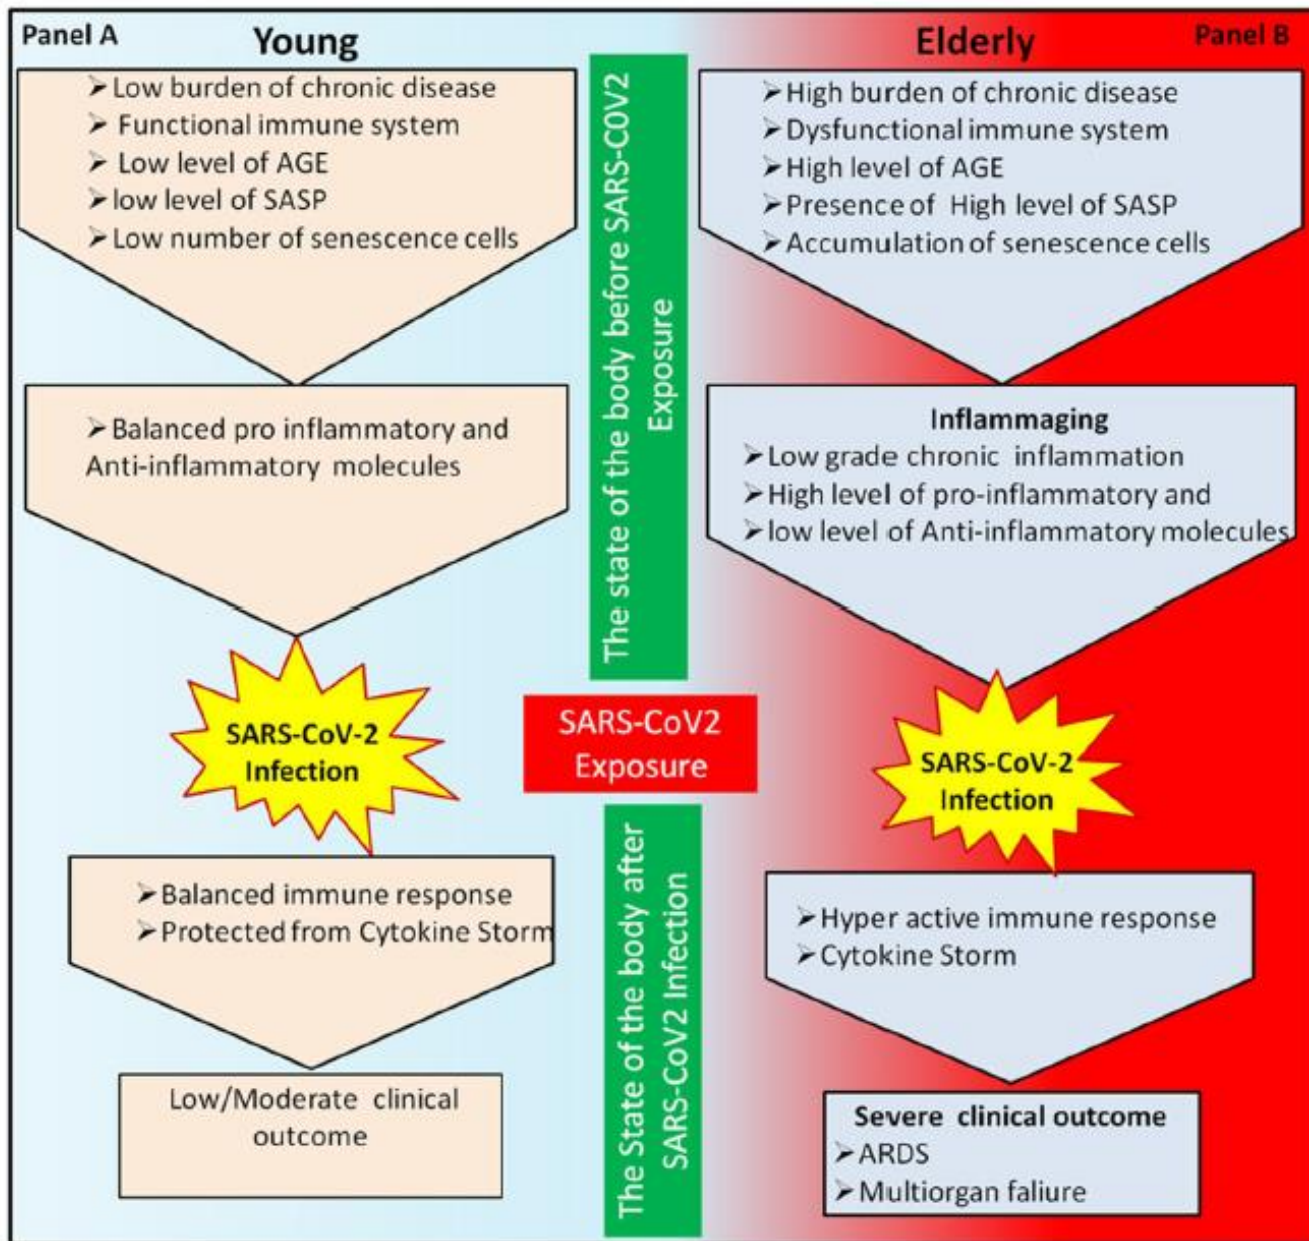 Panel A
Young
➢Low burden of chronic disease
➢ Functional immune system
➢ Low level of AGE
➢low level of SASP
➢Low number of senescence cells
➢Balanced pro inflammatory and
Anti-inflammatory molecules
SARS-CoV-2
Infection
➢Balanced immune response
➢Protected from Cytokine Storm
Low/Moderate clinical
outcome
The state of the body before SARS-C0V2
Exposure
SARS-CoV2
Exposure
The State of the body after
SARS-CoV2 Infection
Elderly
Panel B
➢High burden of chronic disease
➢Dysfunctional immune system
➢High level of AGE
➢Presence of High level of SASP
➢Accumulation of senescence cells
Inflammaging
➢Low grade chronic inflammation
➢High level of pro-inflammatory and
➢low level of Anti-inflammatory molecules
SARS-CoV-2
Infection
➢Hyper active immune response
➢Cytokine Storm
Severe clinical outcome
➢ARDS
➢Multiorgan faliure